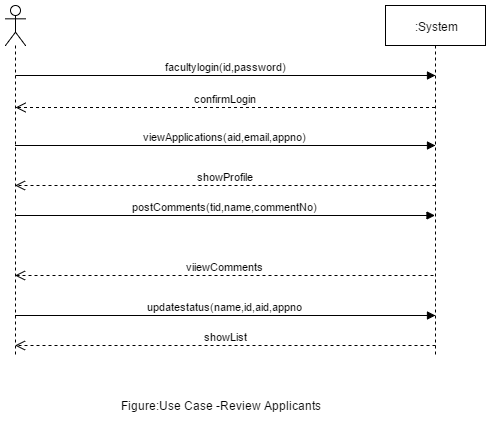 :System
facultylogin(id,password)
confirmLogin
viewApplications(aid,email,appno)
showProfile
postComments(tid,name,commentNo)
viiewComments
updatestatus(name,id,aid,appno
showList
Figure:Use Case -Review Applicants